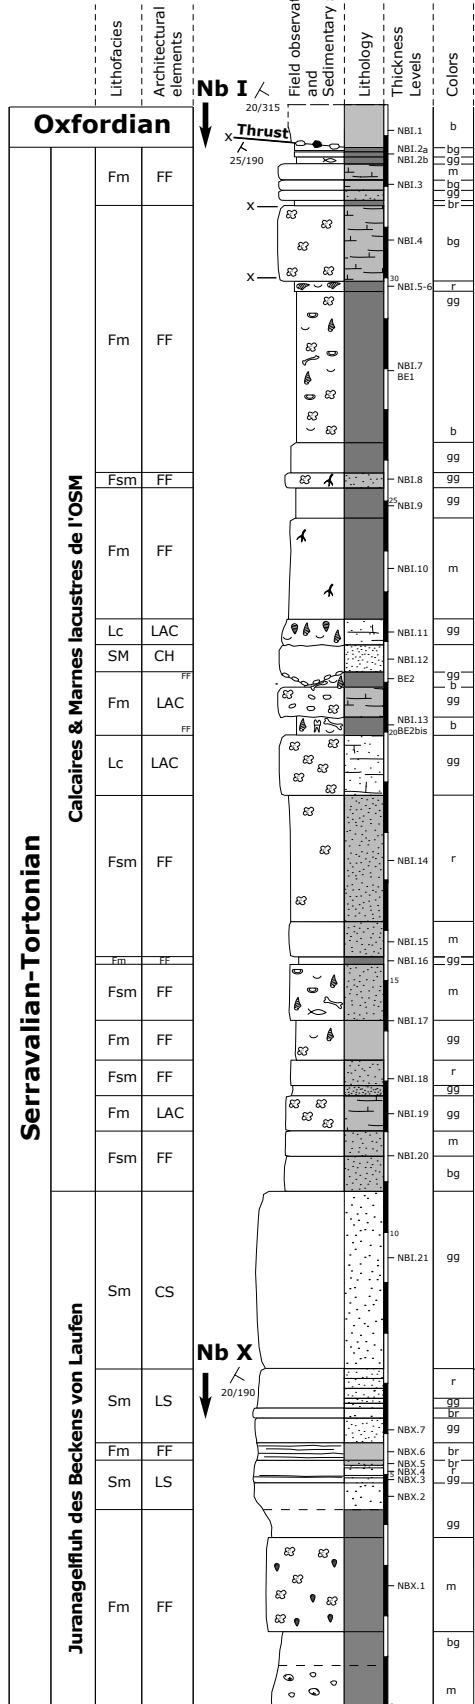 Lithofacies
Architectural
elements
Field observat
and
Sedimentary
Lithology
Thickness
Levels
Colors
Nb I
20/315
Oxfordian
Thrust
x
25/190
x
x
Serravalian-Tortonian
Calcaires & Marnes lacustres de l'OSM
Juranagelfluh des Beckens von Laufen
Fm FF
Fm FF
Fsm FF
Fm FF
Lc LAC
SM CH
FF
Fm LAC
FF
Lc LAC
Fsm FF
Fm FF
Fsm FF
Fm FF
Fsm FF
Fm LAC
Fsm FF
Sm CS
Nb X
20/190
Sm LS
Fm FF
Sm LS
Fm FF
NBI.1
NBI.2a
NBI.2b
NBI.3
NBI.4
30
NBI.5-6
NBI.7
BE1
NBI.8
25
NBI.9
NBI.10
NBI.11
NBI.12
BE2
NBI.13
20
BE2bis
NBI.14
NBI.15
NBI.16
15
NBI.17
NBI.18
NBI.19
NBI.20
10
NBI.21
NBX.7
NBX.6
NBX.5
NBX.4
NBX.3
NBX.2
NBX.1
b
bg
gg
m
bg
gg
br
bg
r
gg
b
gg
gg
gg
m
gg
gg
b
gg
b
gg
r
m
gg
m
gg
r
gg
gg
m
bg
gg
r
gg
br
gg
br
br
r
gg
gg
m
bg
m